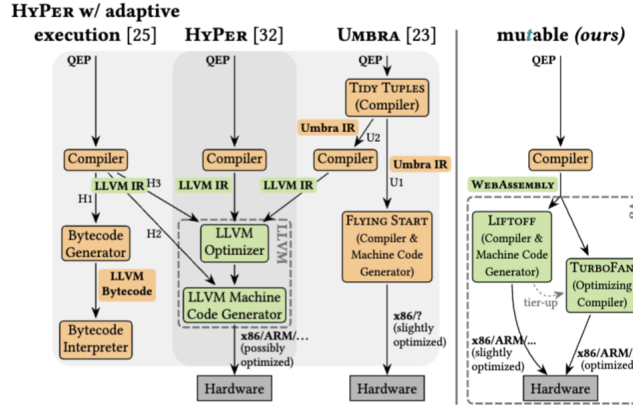 HyPer w/ adaptive
execution [25]
HyPer [32]
Umbra [23]
mutable (ours)
QEP
QEP
QEP
QEP
Tidy Tuples
(Compiler)
Umbra IR
U2
Compiler
Compiler
Compiler
Umbra IR
U1
Compiler
LLVM IR
H3
LLVM IR
LLVM IR
WebAssembly
H1
H2
Bytecode
Generator
LLVM
Optimizer
LLVM
Flying Start
(Compiler &
Machine Code
Generator)
Liftoff
(Compiler &
Machine Code
Generator)
TurboFan
(Optimizing
Compiler)
tier-up
LLVM
Bytecode
LLVM Machine
Code Generator
Bytecode
Interpreter
x86/ARM/...
(possibly
optimized)
x86/?
(slightly
optimized)
x86/ARM/...
(slightly
optimized)
x86/ARM/
(optimized
Hardware
Hardware
Hardware